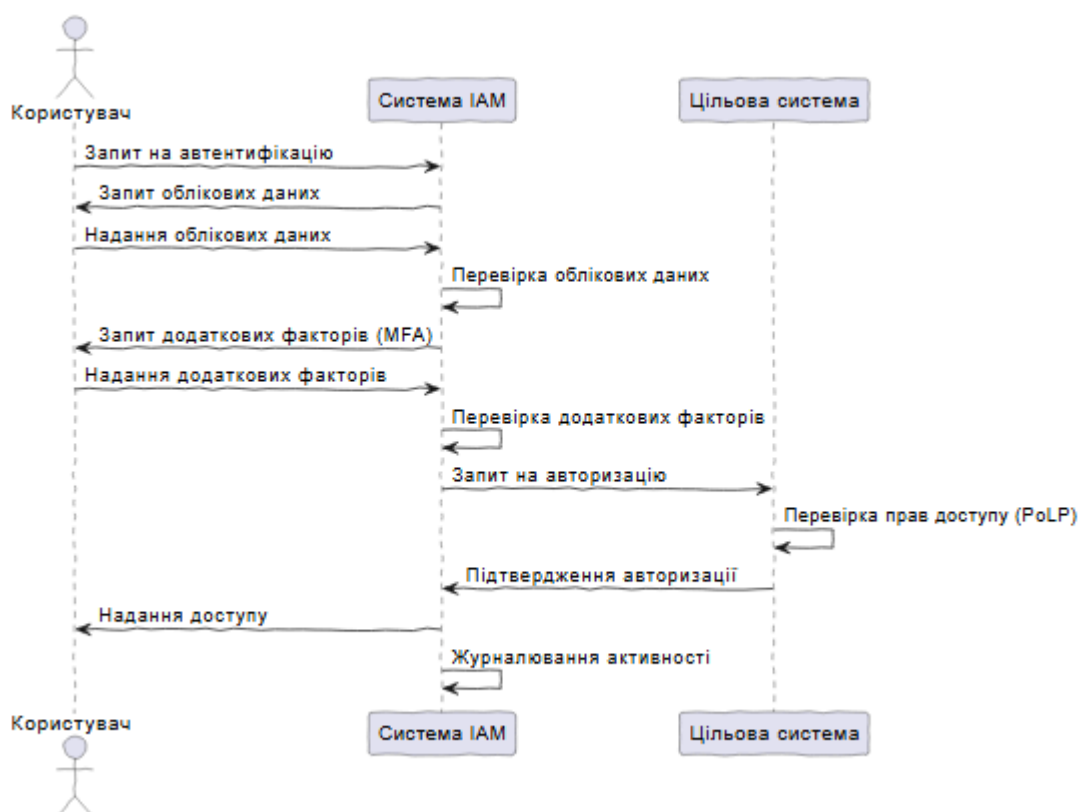 Користувач
Система IAM
Цільова система
Запит на автентифікацію
Запит облікових даних
Надання облікових даних
Перевірка облікових даних
Запит додаткових факторів (MFA)
Надання додаткових факторів
Перевірка додаткових факторів
Запит на авторизацію
Перевірка прав доступу (PoLP)
Підтвердження авторизації
Надання доступу
Журналювання активності
Користувач
Система IAM
Цільова система